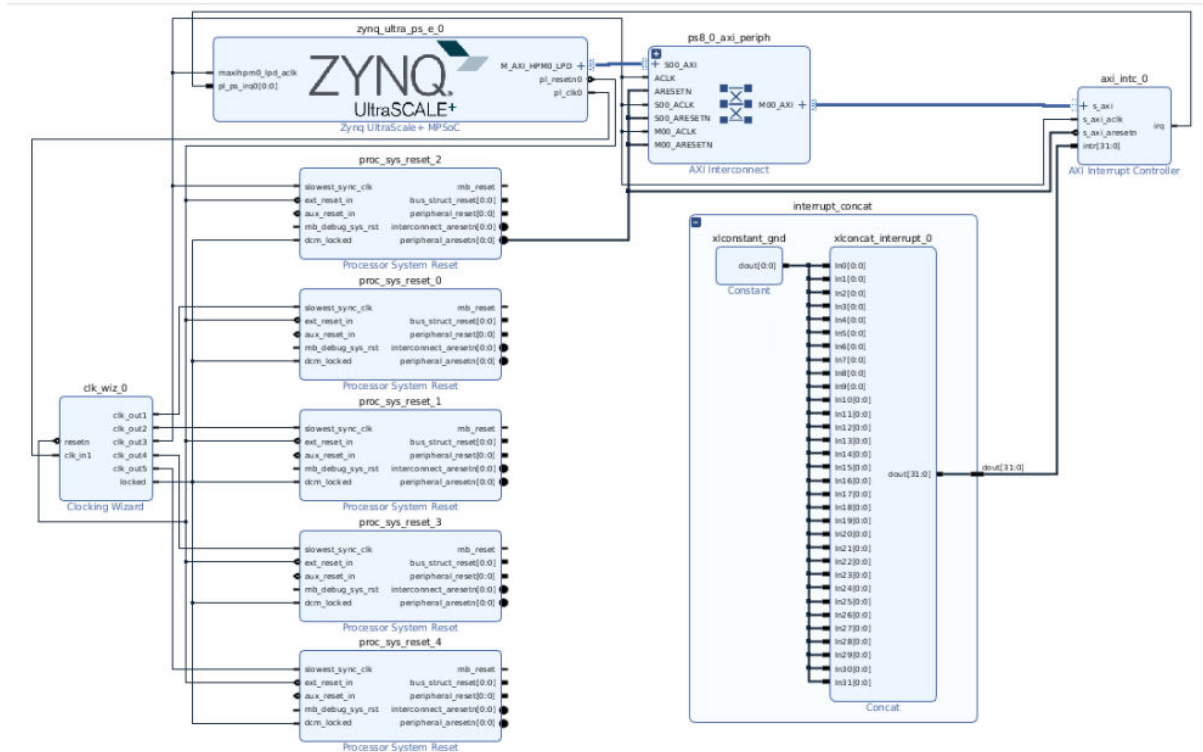 zynq_ultra_ps_e_0
maxihpm0_lpd_aclk
pl_ps_irq0[0:0]
ZYNQ
UltraSCALE+
M_AXI_HPM0_LPD
pl_resetn0
pl_clk0
Zynq UltraScale+ MPSoC
ps8_0_axi_periph
S00_AXI
ACLK
ARESETN
S00_ACLK
S00_ARESETN
M00_ACLK
M00_ARESETN
M00_AXI
AXI Interconnect
axi_intc_0
s_axi
s_axi_aclk
s_axi_aresetn
intr[31:0]
irq
AXI Interrupt Controller
proc_sys_reset_2
slowest_sync_clk
ext_reset_in
aux_reset_in
mb_debug_sys_rst
dcm_locked
mb_reset
bus_struct_reset[0:0]
peripheral_reset[0:0]
interconnect_aresetn[0:0]
peripheral_aresetn[0:0]
Processor System Reset
proc_sys_reset_0
slowest_sync_clk
ext_reset_in
aux_reset_in
mb_debug_sys_rst
dcm_locked
mb_reset
bus_struct_reset[0:0]
peripheral_reset[0:0]
interconnect_aresetn[0:0]
peripheral_aresetn[0:0]
Processor System Reset
clk_wiz_0
resetn
clk_in1
clk_out1
clk_out2
clk_out3
clk_out4
clk_out5
locked
Clocking Wizard
proc_sys_reset_1
slowest_sync_clk
ext_reset_in
aux_reset_in
mb_debug_sys_rst
dcm_locked
mb_reset
bus_struct_reset[0:0]
peripheral_reset[0:0]
interconnect_aresetn[0:0]
peripheral_aresetn[0:0]
Processor System Reset
proc_sys_reset_3
slowest_sync_clk
ext_reset_in
aux_reset_in
mb_debug_sys_rst
dcm_locked
mb_reset
bus_struct_reset[0:0]
peripheral_reset[0:0]
interconnect_aresetn[0:0]
peripheral_aresetn[0:0]
Processor System Reset
proc_sys_reset_4
slowest_sync_clk
ext_reset_in
aux_reset_in
mb_debug_sys_rst
dcm_locked
mb_reset
bus_struct_reset[0:0]
peripheral_reset[0:0]
interconnect_aresetn[0:0]
peripheral_aresetn[0:0]
Processor System Reset
interrupt_concat
xlconstant_gnd
dout[0:0]
Constant
xlconcat_interrupt_0
In0[0:0]
In1[0:0]
In2[0:0]
In3[0:0]
In4[0:0]
In5[0:0]
In6[0:0]
In7[0:0]
In8[0:0]
In9[0:0]
In10[0:0]
In11[0:0]
In12[0:0]
In13[0:0]
In14[0:0]
In15[0:0]
In16[0:0]
In17[0:0]
In18[0:0]
In19[0:0]
In20[0:0]
In21[0:0]
In22[0:0]
In23[0:0]
In24[0:0]
In25[0:0]
In26[0:0]
In27[0:0]
In28[0:0]
In29[0:0]
In30[0:0]
In31[0:0]
dout[31:0]
Concat
dout[31:0]